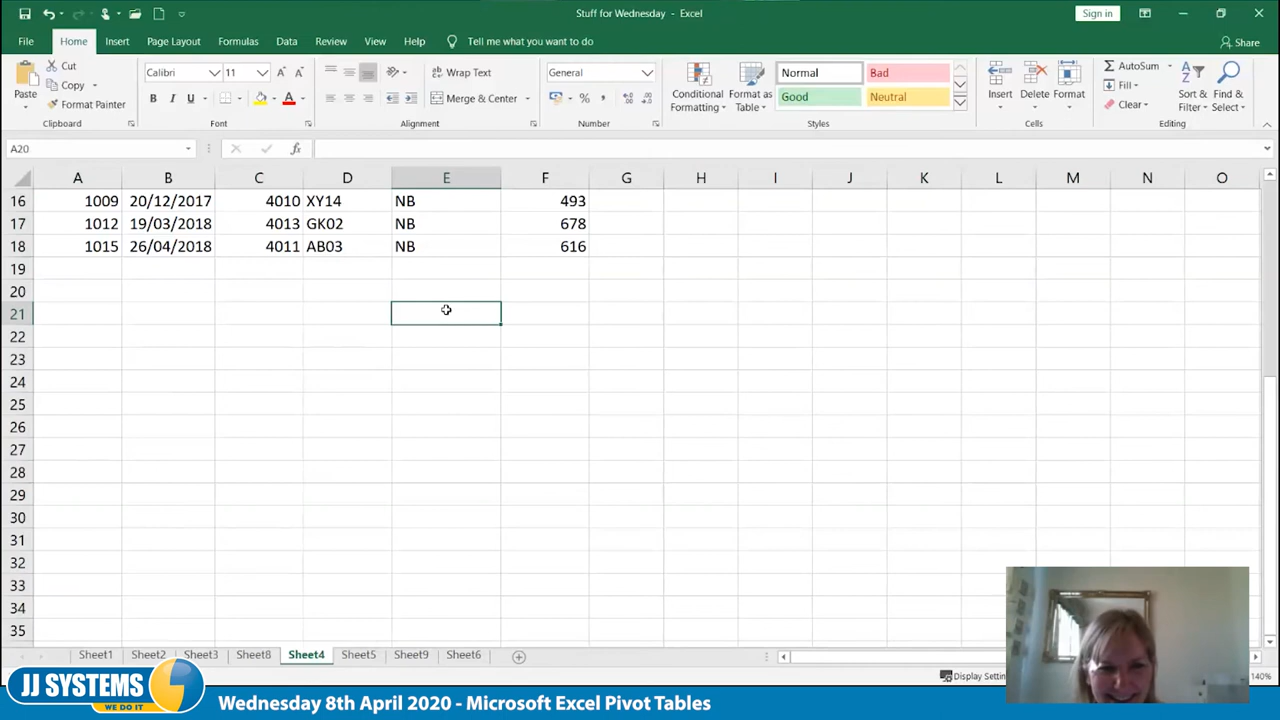 Stuff for Wednesday - Excel
Sign in
File Home Insert Page Layout Formulas Data Review View Help Tell me what you want to do
Share
Paste
Cut
Copy
Format Painter
Clipboard
Calibri 11
B I U
Font
Wrap Text
Merge & Center
Alignment
General
Number
Conditional Formatting
Format as Table
Normal Bad
Good Neutral
Styles
Insert Delete Format
Cells
AutoSum
Fill
Clear
Sort & Filter
Find & Select
Editing
A20
fx
A B C D E F G H I J K L M N O
16 1009 20/12/2017 4010 XY14 NB 493
17 1012 19/03/2018 4013 GK02 NB 678
18 1015 26/04/2018 4011 AB03 NB 616
19
20
21
22
23
24
25
26
27
28
29
30
31
32
33
34
35
Sheet1 Sheet2 Sheet3 Sheet8 Sheet4 Sheet5 Sheet9 Sheet6
Display Settin
140%
JJ SYSTEMS
WE DO IT
Wednesday 8th April 2020 - Microsoft Excel Pivot Tables